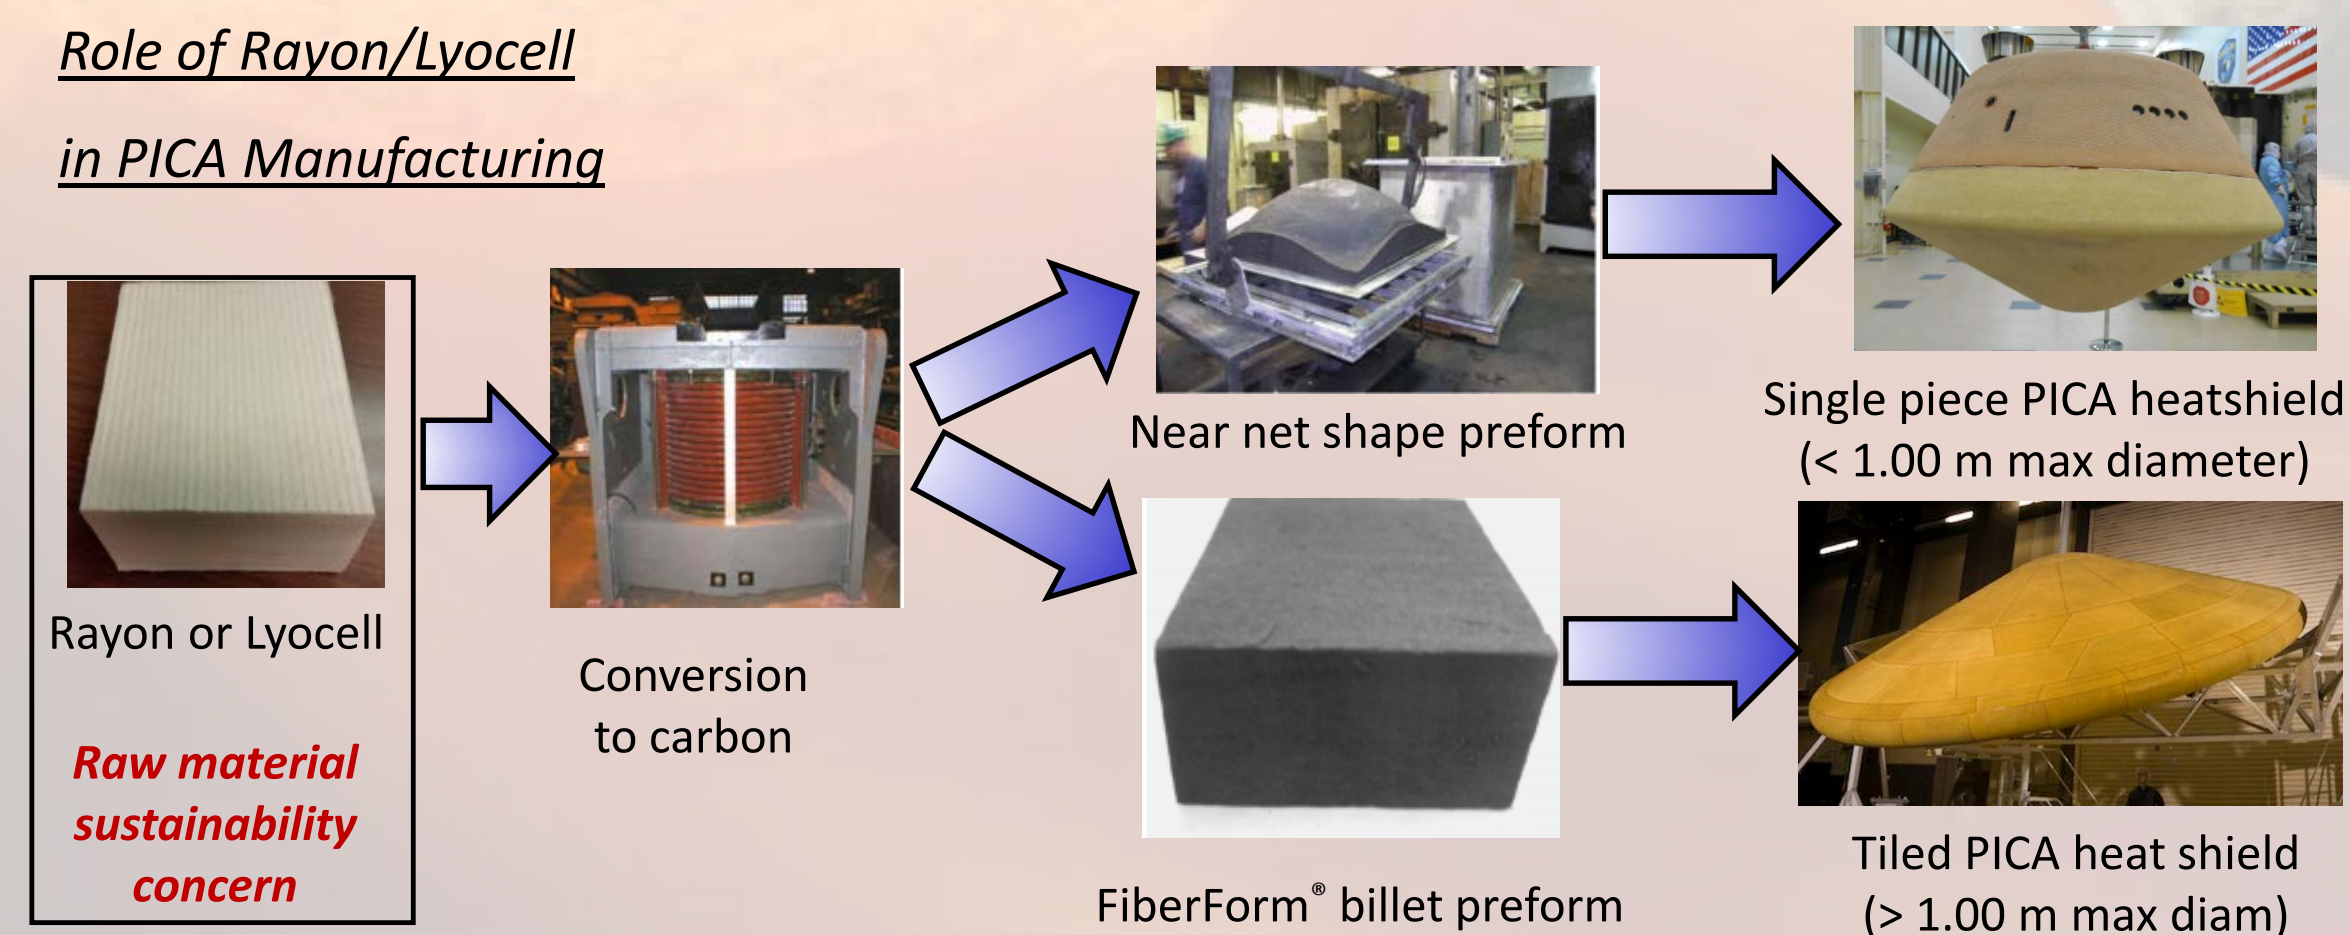 Role of Rayon/Lyocell
in PICA Manufacturing
Rayon or Lyocell
Raw material
sustainability
concern
Conversion
to carbon
Near net shape preform
FiberForm® billet preform
Single piece PICA heatshield
(< 1.00 m max diameter)
Tiled PICA heat shield
(> 1.00 m max diam)